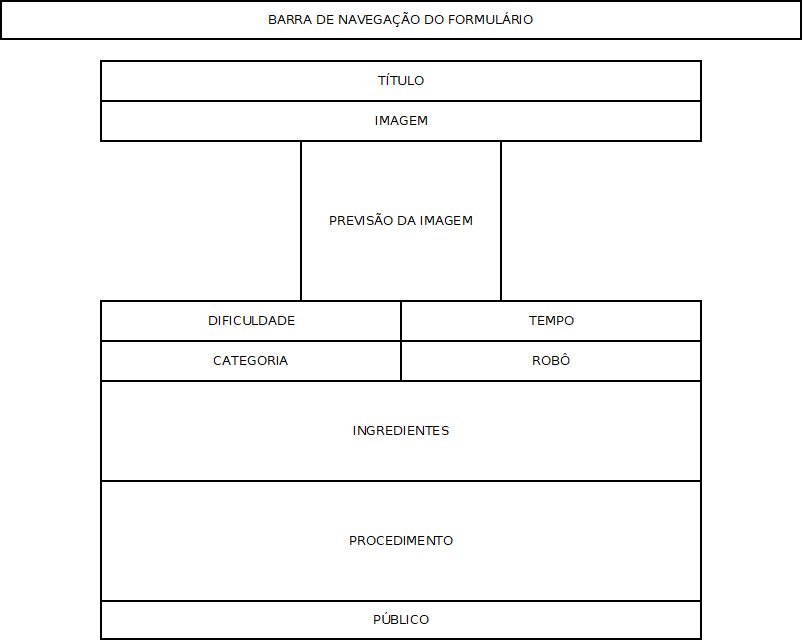 BARRA DE NAVEGAÇÃO DO FORMULÁRIO
TÍTULO
IMAGEM
PREVISÃO DA IMAGEM
DIFICULDADE
TEMPO
CATEGORIA
ROBÔ
INGREDIENTES
PROCEDIMENTO
PÚBLICO